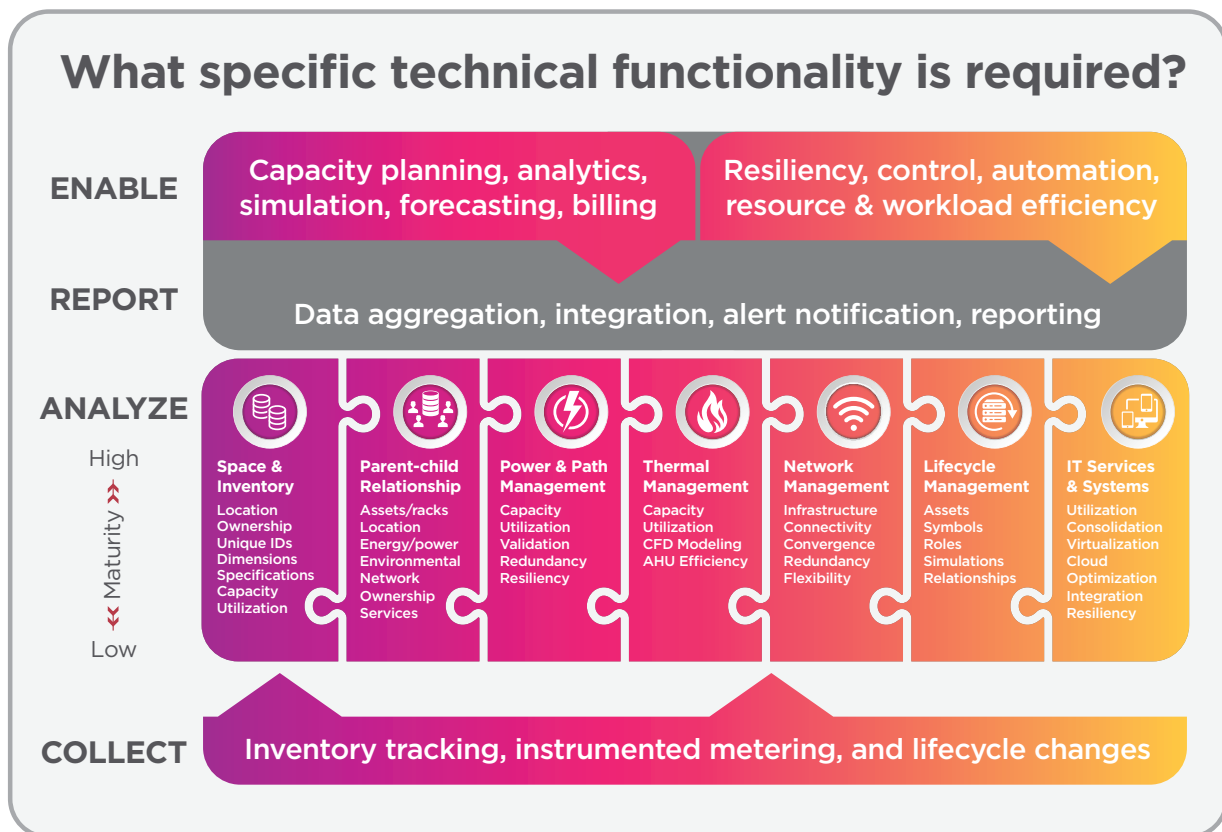 What specific technical functionality is required?
ENABLE
Capacity planning, analytics,
simulation, forecasting, billing
Resiliency, control, automation,
resource & workload efficiency
REPORT
Data aggregation, integration, alert notification, reporting
ANALYZE
High
Maturity
Low
Space &
Inventory
Location
Ownership
Unique IDs
Dimensions
Specifications
Capacity
Utilization
Parent-child
Relationship
Assets/racks
Location
Energy/power
Environmental
Network
Ownership
Services
Power & Path
Management
Capacity
Utilization
Validation
Redundancy
Resiliency
Thermal
Management
Capacity
Utilization
CFD Modeling
AHU Efficiency
Network
Management
Infrastructure
Connectivity
Convergence
Redundancy
Flexibility
Lifecycle
Management
Assets
Symbols
Roles
Simulations
Relationships
IT Services
& Systems
Utilization
Consolidation
Virtualization
Cloud
Optimization
Integration
Resiliency
COLLECT
Inventory tracking, instrumented metering, and lifecycle changes